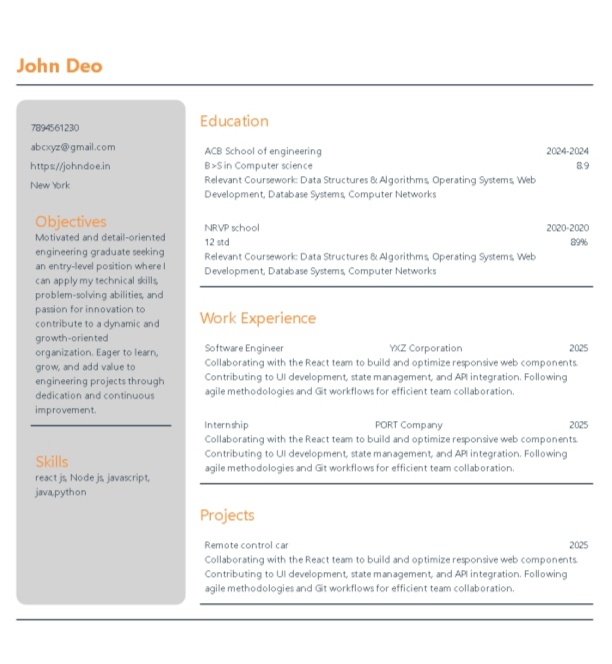 John Deo
7894561230
abcxyz@gmail.com
https://johndoe.in
New York
Objectives
Motivated and detail-oriented
engineering graduate seeking
an entry-level position where I
can apply my technical skills,
problem-solving abilities, and
passion for innovation to
contribute to a dynamic and
growth-oriented
organization. Eager to learn,
grow, and add value to
engineering projects through
dedication and continuous
improvement.
Skills
react js, Node js, javascript,
java,python
Education
ACB School of engineering 2024-2024
B>S in Computer science 8.9
Relevant Coursework: Data Structures & Algorithms, Operating Systems, Web
Development, Database Systems, Computer Networks
NRVP school 2020-2020
12 std 89%
Relevant Coursework: Data Structures & Algorithms, Operating Systems, Web
Development, Database Systems, Computer Networks
Work Experience
Software Engineer YXZ Corporation 2025
Collaborating with the React team to build and optimize responsive web components.
Contributing to UI development, state management, and API integration. Following
agile methodologies and Git workflows for efficient team collaboration.
Internship PORT Company 2025
Collaborating with the React team to build and optimize responsive web components.
Contributing to UI development, state management, and API integration. Following
agile methodologies and Git workflows for efficient team collaboration.
Projects
Remote control car 2025
Collaborating with the React team to build and optimize responsive web components.
Contributing to UI development, state management, and API integration. Following
agile methodologies and Git workflows for efficient team collaboration.